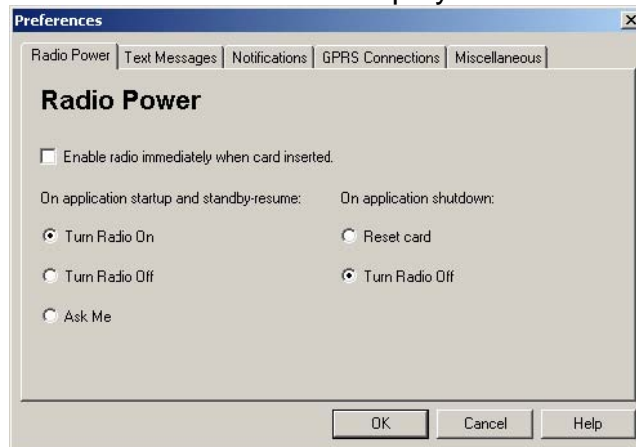 Preferences
Radio Power Text Messages Notifications GPRS Connections Miscellaneous
Radio Power
Enable radio immediately when card inserted.
On application startup and standby-resume: On application shutdown:
Turn Radio On Reset card
Turn Radio Off Turn Radio Off
Ask Me
OK Cancel Help